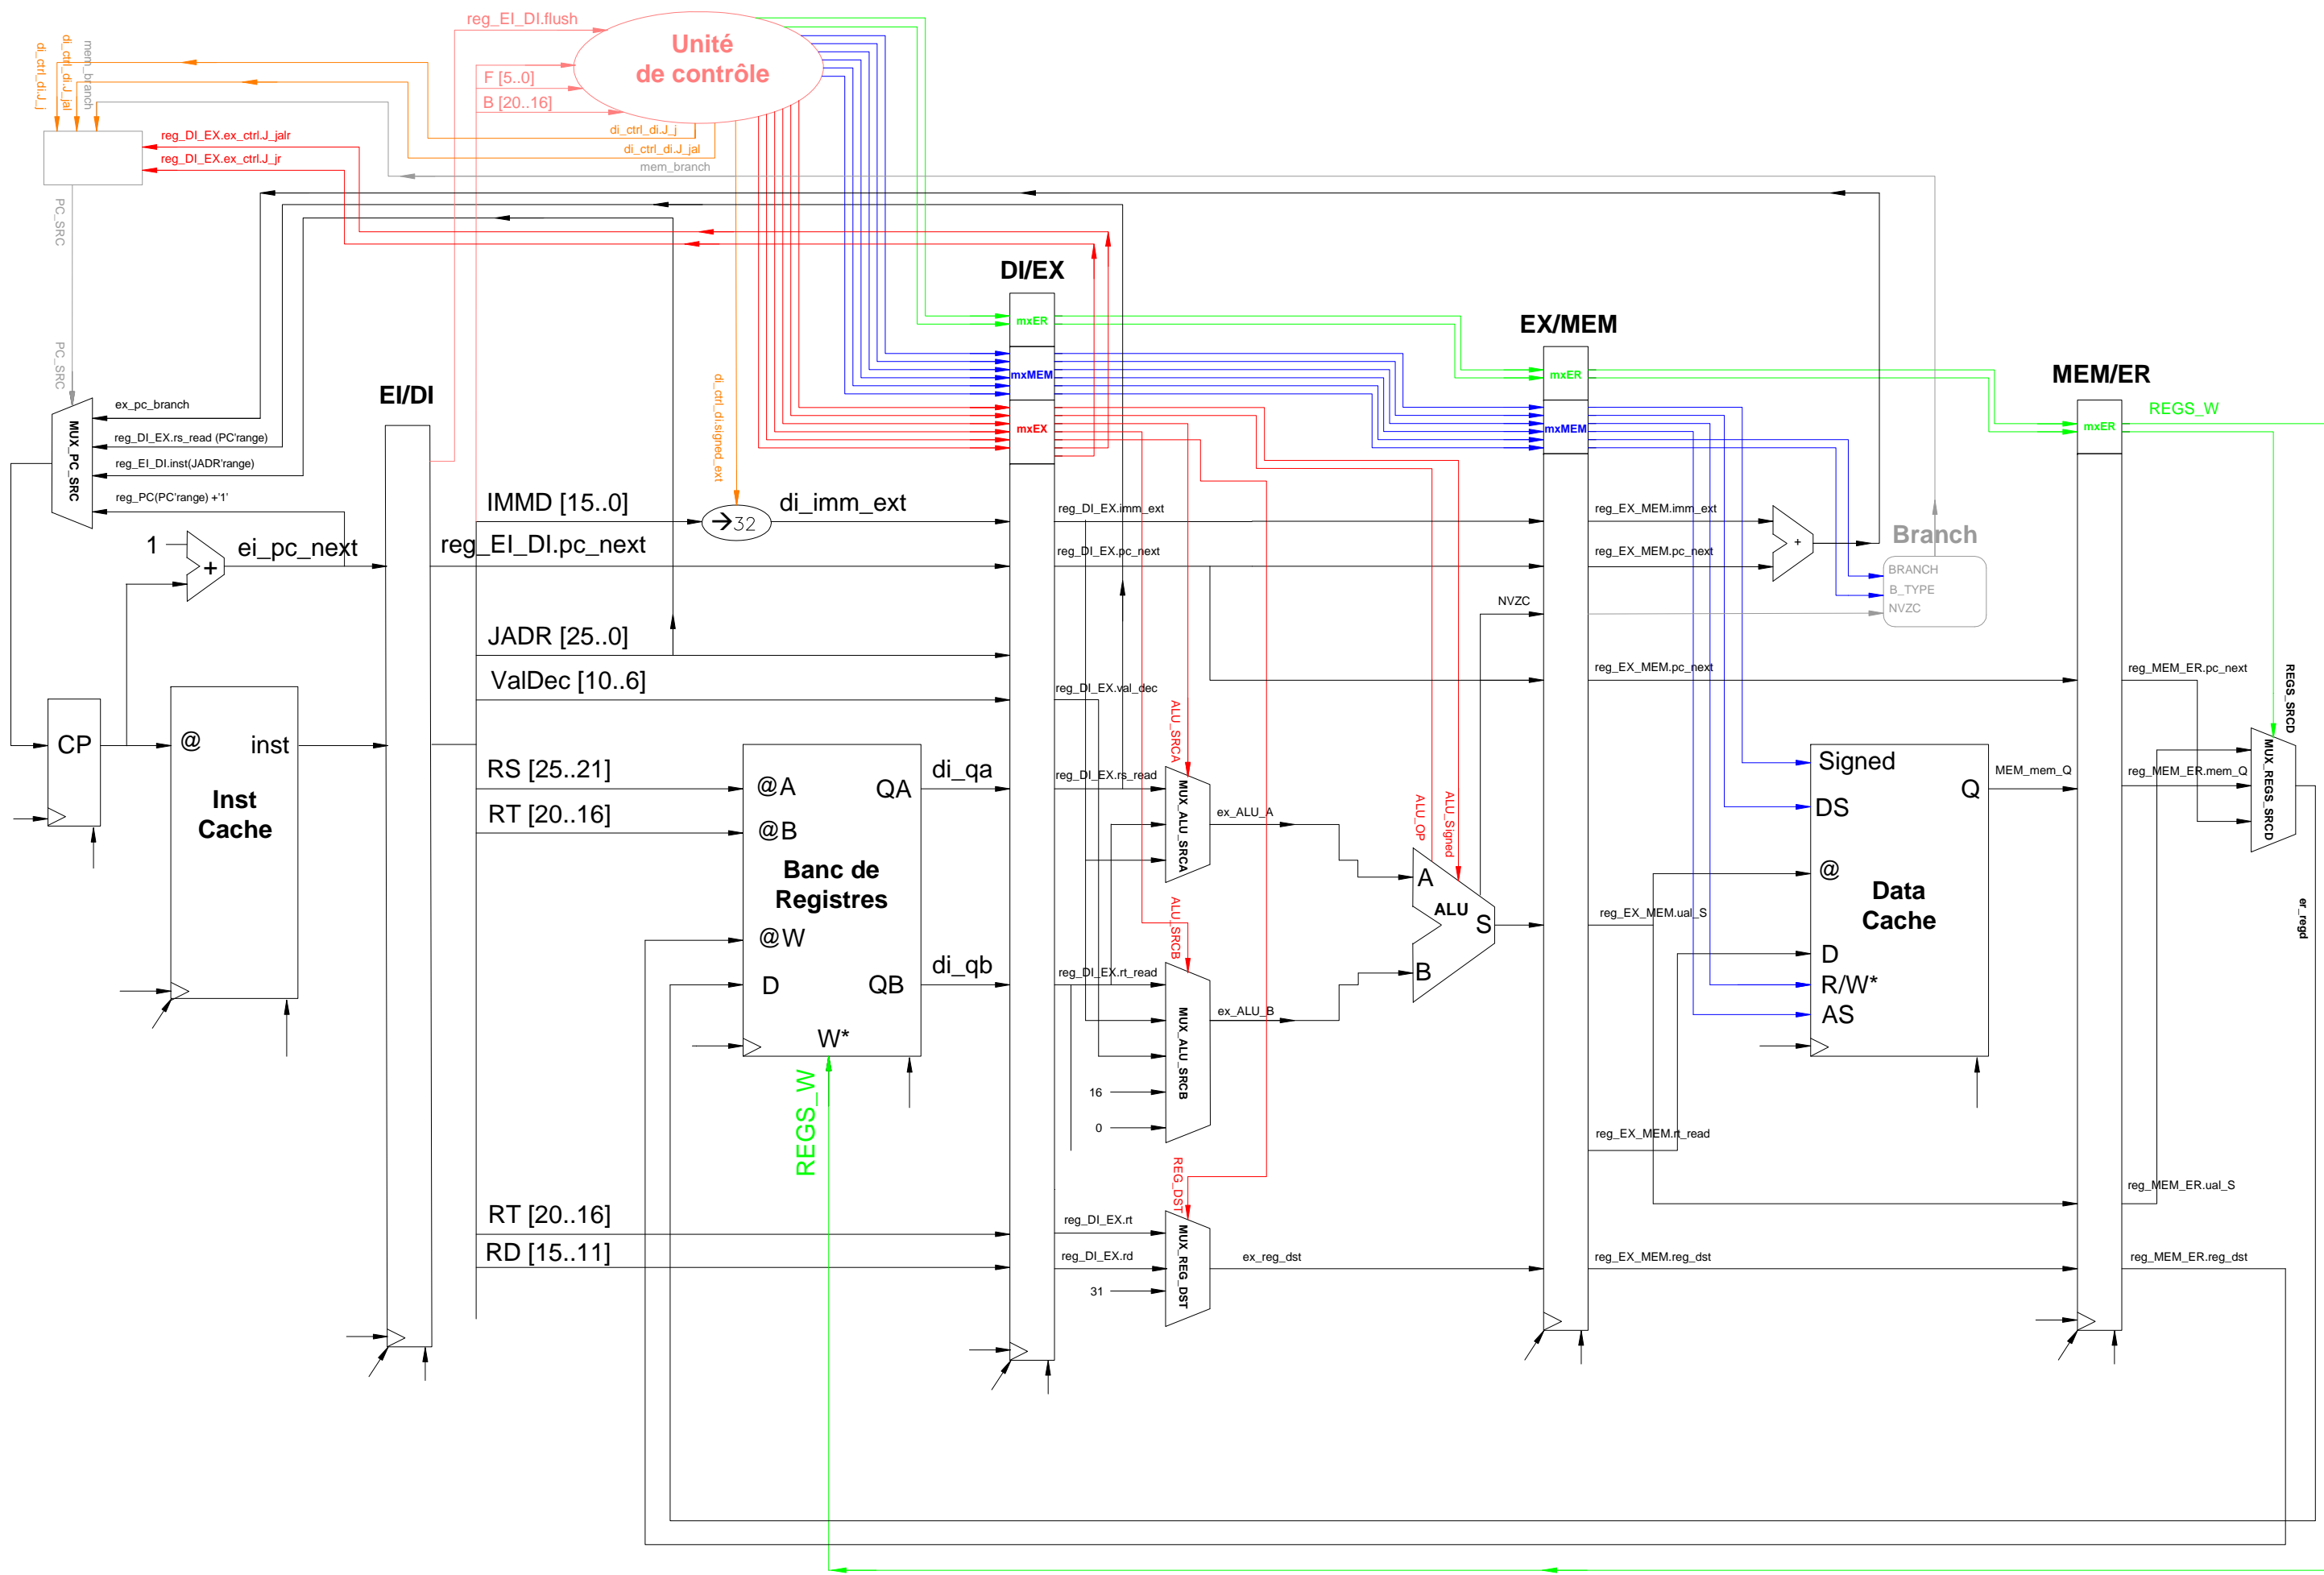 reg_EI_DI.flush
Unité
de contrôle
F [5..0]
B [20..16]
di_ctrl_di.J_j
di_ctrl_di.J_jal
mem_branch
di_ctrl_di.J_j
di_ctrl_di.J_jal
mem_branch
reg_DI_EX.ex_ctrl.J_jalr
reg_DI_EX.ex_ctrl.J_jr
PC_SRC
PC_SRC
DI/EX
EX/MEM
MEM/ER
EI/DI
mxER
mxMEM
mxEX
mxER
mxMEM
mxER
REGS_W
di_ctrl_di.signed_ext
MUX_PC_SRC
ex_pc_branch
reg_DI_EX.rs_read (PC'range)
reg_EI_DI.inst(JADR'range)
reg_PC(PC'range) +'1'
1
+
ei_pc_next
IMMD [15..0]
→32
di_imm_ext
reg_EI_DI.pc_next
reg_DI_EX.imm_ext
reg_DI_EX.pc_next
reg_EX_MEM.imm_ext
reg_EX_MEM.pc_next
+
Branch
BRANCH
B_TYPE
NVZC
NVZC
JADR [25..0]
ValDec [10..6]
reg_DI_EX.val_dec
reg_EX_MEM.pc_next
reg_MEM_ER.pc_next
REGS_SRCD
CP
@
inst
Inst
Cache
RS [25..21]
RT [20..16]
@A
QA
@B
Banc de
Registres
@W
D
QB
W*
di_qa
di_qb
reg_DI_EX.rs_read
reg_DI_EX.rt_read
ALU_SRCA
MUX_ALU_SRCA
ex_ALU_A
ALU_SRCB
MUX_ALU_SRCB
ex_ALU_B
16
0
ALU_OP
ALU_Signed
A
ALU
S
B
reg_EX_MEM.ual_S
Signed
DS
Q
@
Data
Cache
D
R/W*
AS
MEM_mem_Q
reg_MEM_ER.mem_Q
MUX_REGS_SRCD
er_regd
REGS_W
reg_EX_MEM.rt_read
reg_MEM_ER.ual_S
RT [20..16]
RD [15..11]
reg_DI_EX.rt
reg_DI_EX.rd
31
REG_DST
MUX_REG_DST
ex_reg_dst
reg_EX_MEM.reg_dst
reg_MEM_ER.reg_dst